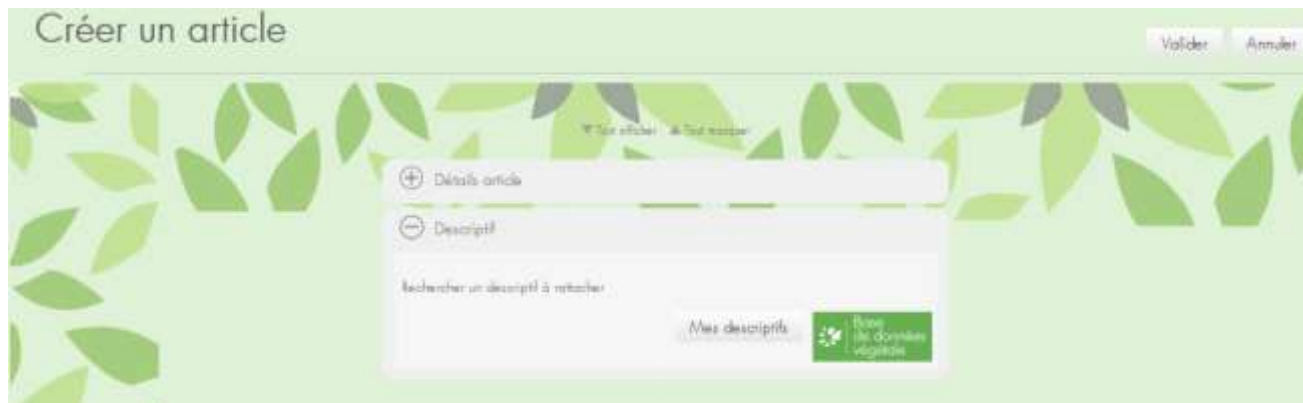 Créer un article
Valider Annuler
Tout afficher Tout masquer
Détails article
Descriptif
Rechercher un descriptif à rattacher
Mes descriptifs
Base
de données
végétale